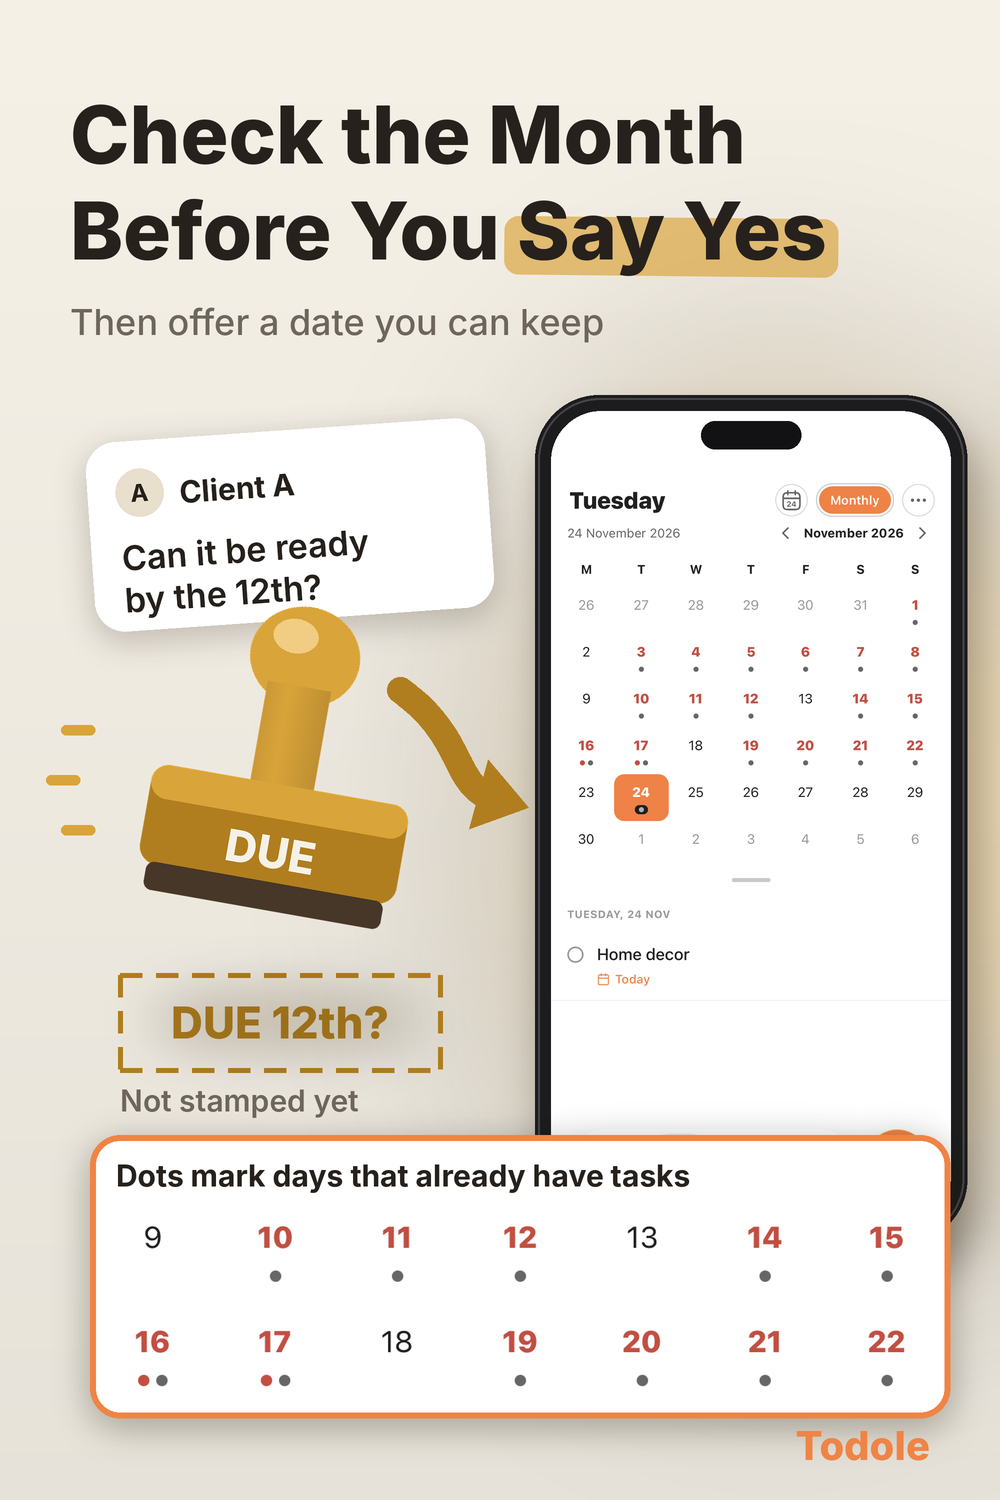 Check the Month
Before You Say Yes
Then offer a date you can keep
A Client A
Can it be ready
by the 12th?
DUE
DUE 12th?
Not stamped yet
Tuesday
24
Monthly
24 November 2026
November 2026
M T W T F S S
26 27 28 29 30 31 1
2 3 4 5 6 7 8
9 10 11 12 13 14 15
16 17 18 19 20 21 22
23 24 25 26 27 28 29
30 1 2 3 4 5 6
TUESDAY, 24 NOV
Home decor
Today
Dots mark days that already have tasks
9 10 11 12 13 14 15
16 17 18 19 20 21 22
Todole